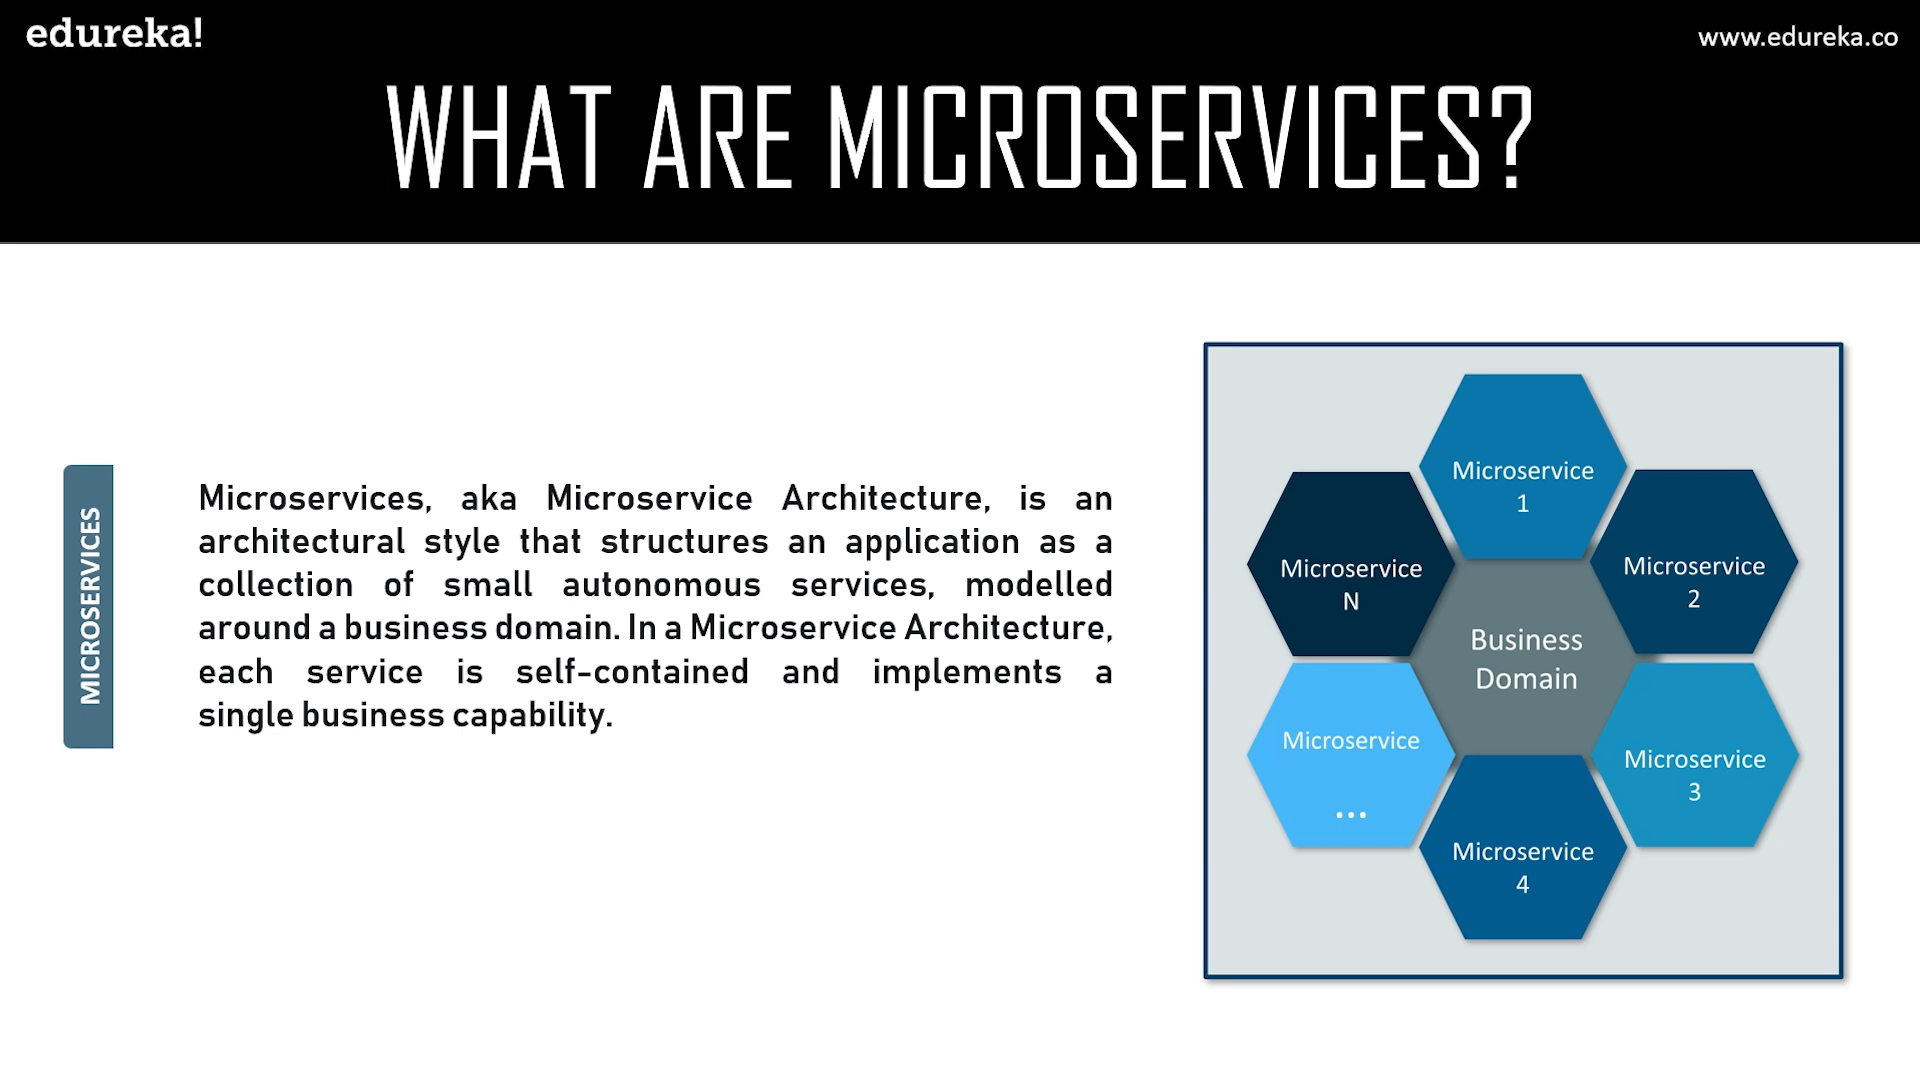 edureka!
www.edureka.co
WHAT ARE MICROSERVICES?
MICROSERVICES
Microservices, aka Microservice Architecture, is an
architectural style that structures an application as a
collection of small autonomous services, modelled
around a business domain. In a Microservice Architecture,
each service is self-contained and implements a
single business capability.
Microservice
1
Microservice
2
Microservice
3
Microservice
4
Microservice
...
Microservice
N
Business
Domain